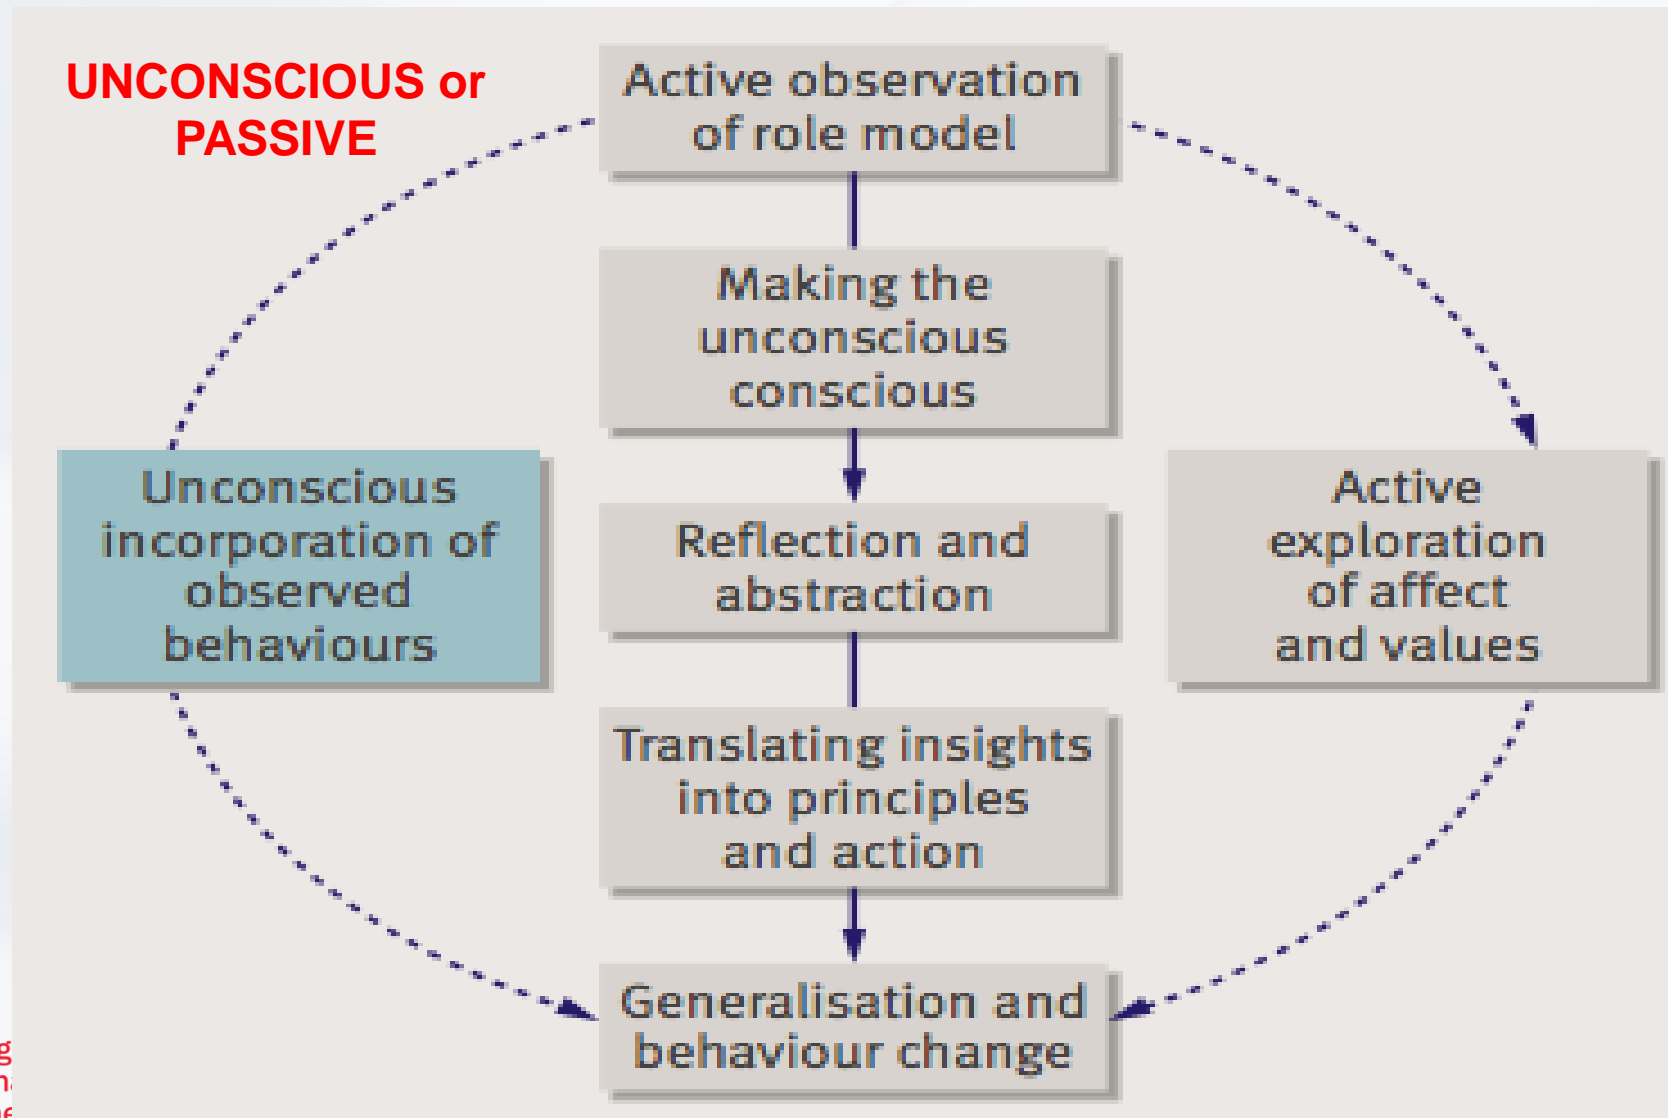 UNCONSCIOUS or
PASSIVE
Active observation
of role model
Making the
unconscious
conscious
Unconscious
incorporation of
observed
behaviours
Reflection and
abstraction
Active
exploration
of affect
and values
Translating insights
into principles
and action
Generalisation and
behaviour change